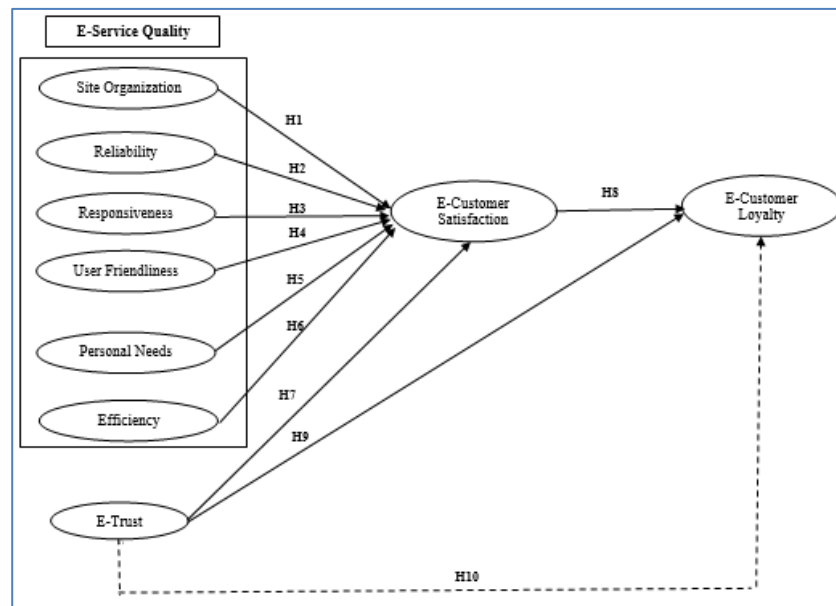 E-Service Quality
Site Organization
H1
Reliability
H2
Responsiveness
H3
H4
User Friendliness
H5
Personal Needs
H6
Efficiency
E-Customer
Satisfaction
H8
E-Customer
Loyalty
H7
H9
E-Trust
H10